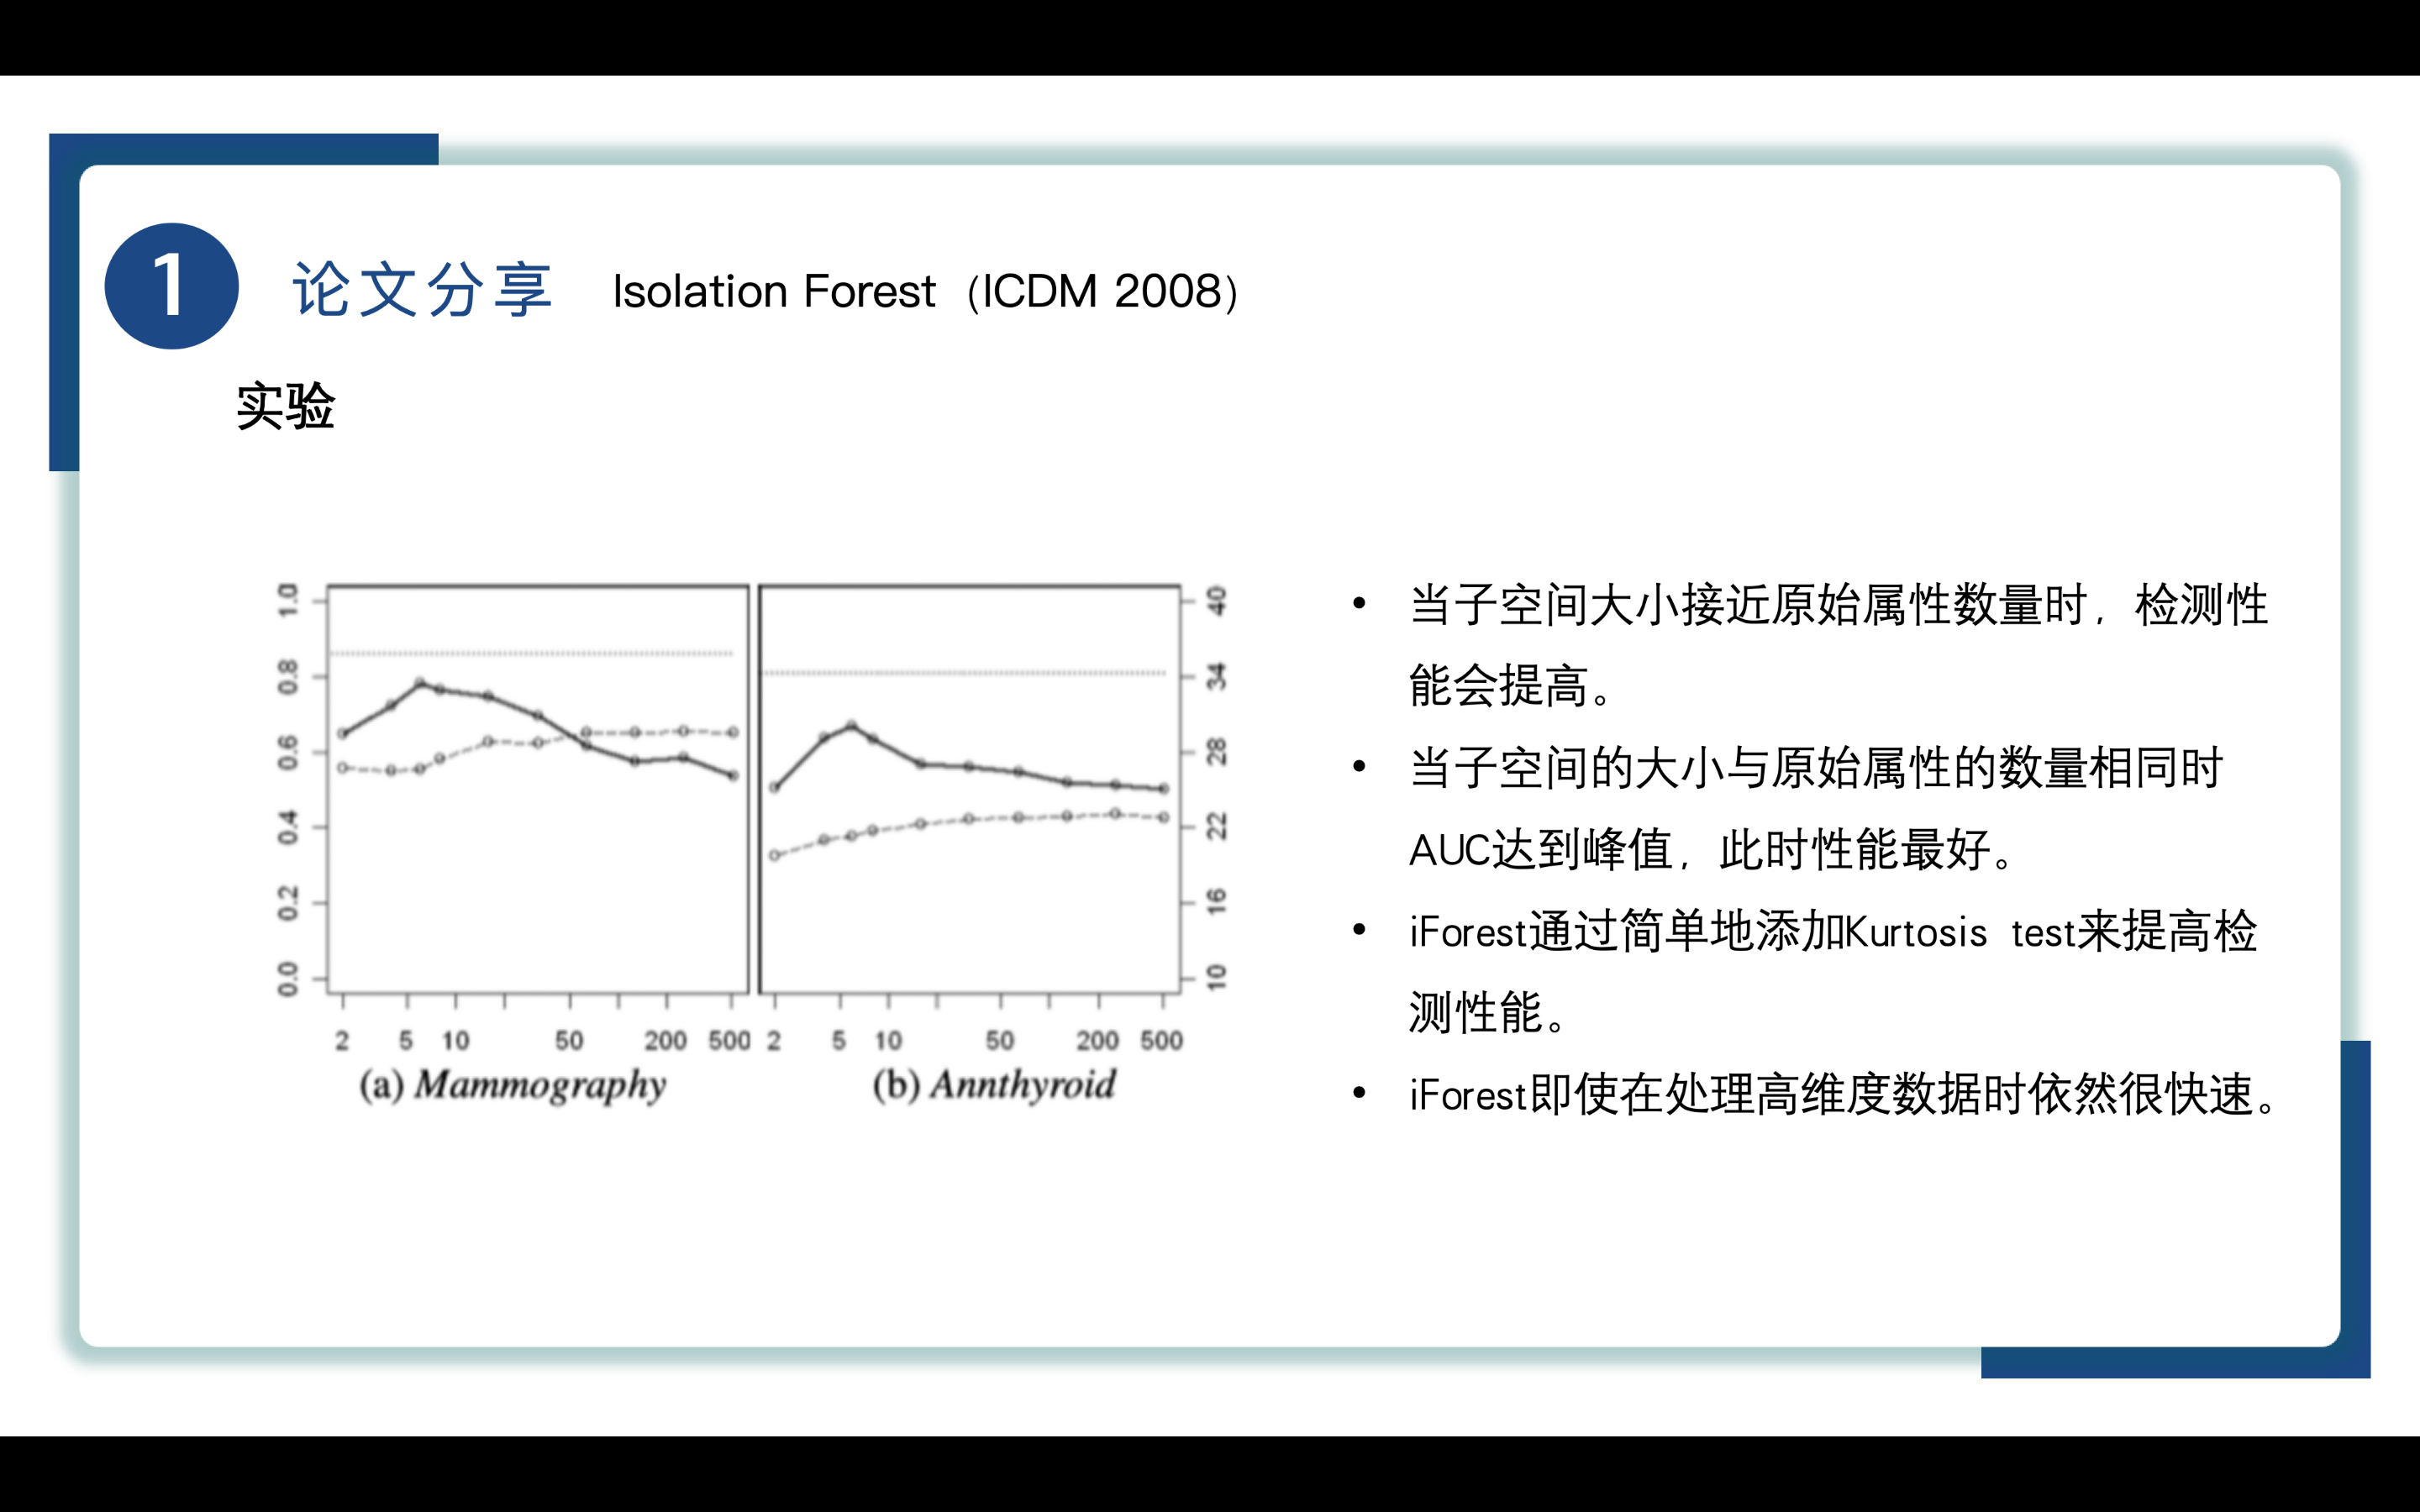 1 论文分享 Isolation Forest（ICDM 2008）
实验
1.0
0.8
0.6
0.4
0.2
0.0
40
34
28
22
16
10
2 5 10 50 200 500 2 5 10 50 200 500
(a) Mammography (b) Annthyroid
• 当子空间大小接近原始属性数量时，检测性
能会提高。
• 当子空间的大小与原始属性的数量相同时
AUC达到峰值，此时性能最好。
• iForest通过简单地添加Kurtosis test来提高检
测性能。
• iForest即使在处理高维度数据时依然很快速。